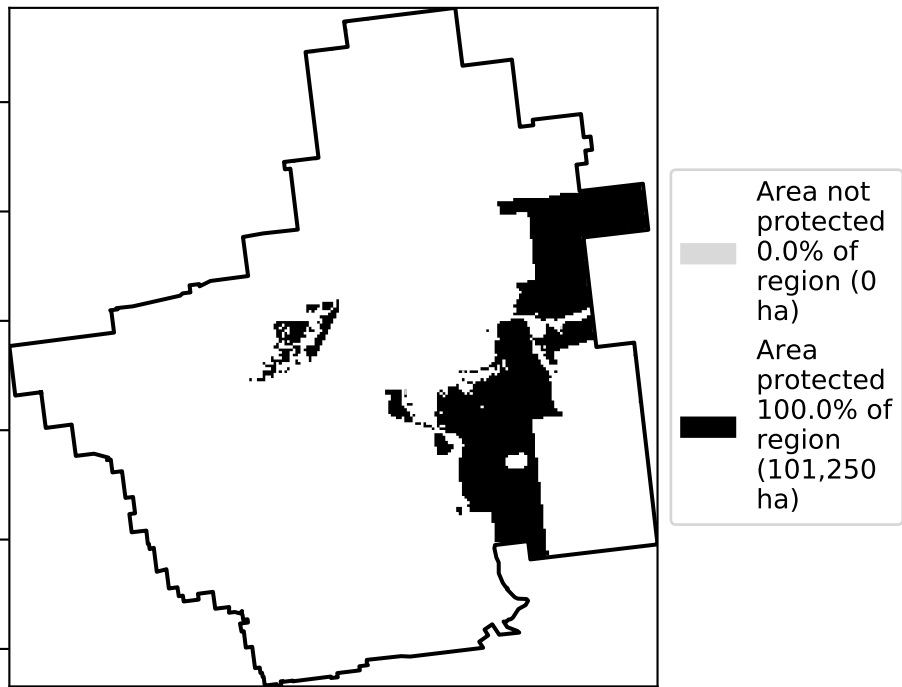 Area not
protected
0.0% of
region (0
ha)
Area
protected
100.0% of
region
(101,250
ha)